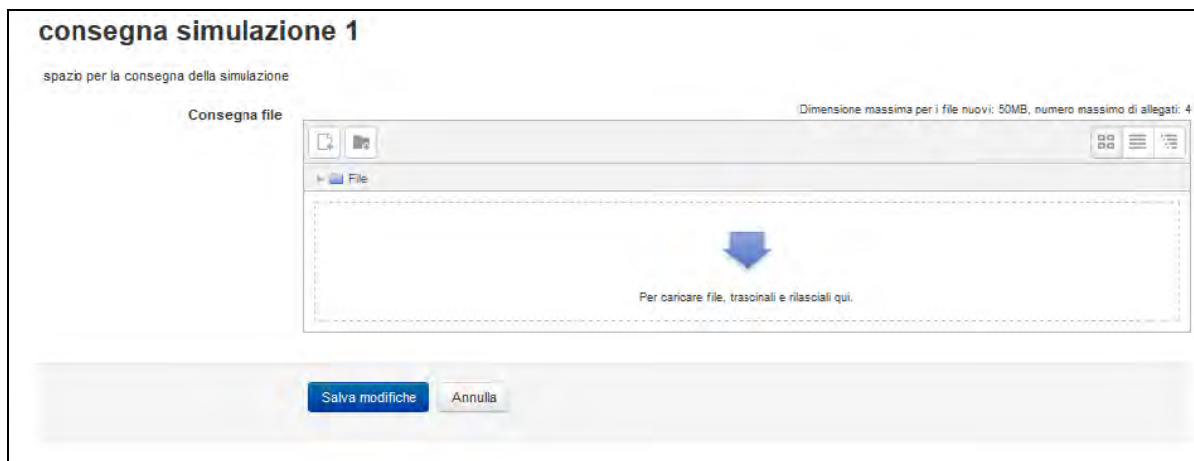 consegna simulazione 1
spazio per la consegna della simulazione
Consegna file
Dimensione massima per i file nuovi: 50MB, numero massimo di allegati: 4
File
Per caricare file, trascinali e rilasciali qui.
Salva modifiche
Annulla